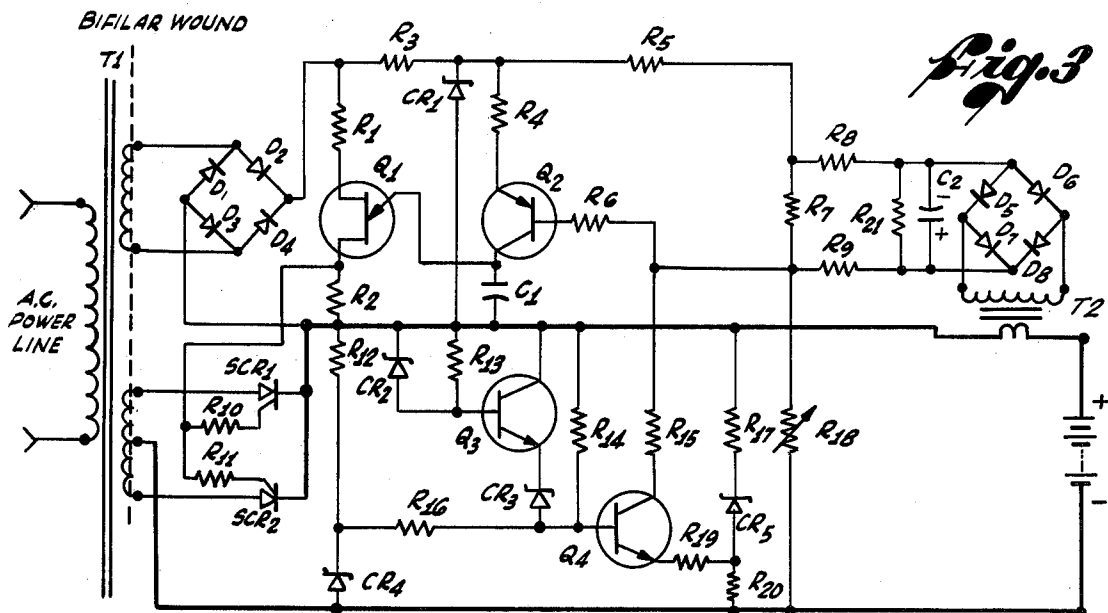 BIFILAR WOUND
T1
Fig.3
A.C.
POWER
LINE
D1
D2
D3
D4
R3
R5
CR1
R1
R4
Q1
Q2
R6
R8
R7
R21
C2
-
+
D5
D6
D7
D8
R9
T2
R2
C1
R12
CR2
R13
SCR1
R10
R11
SCR2
Q3
R14
R15
R17
R18
+
-
CR3
R16
Q4
R19
CR5
R20
CR4